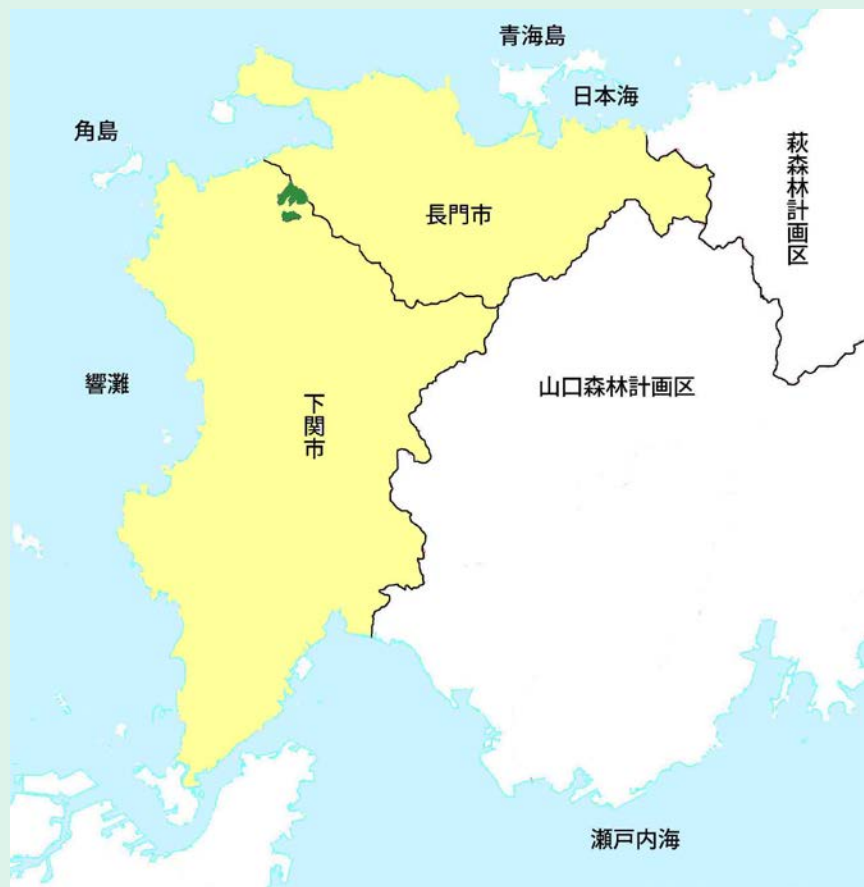 青海島
日本海
角島
萩森林計画区
長門市
響灘
下関市
山口森林計画区
瀬戸内海